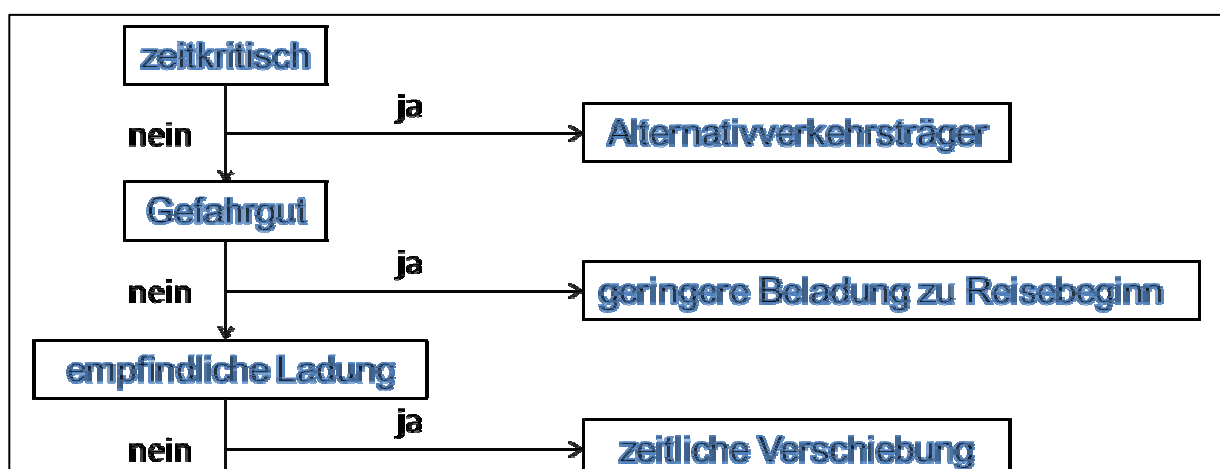 zeitkritisch
ja
nein
Alternativverkehrsträger
Gefahrgut
ja
nein
geringere Beladung zu Reisebeginn
empfindliche Ladung
ja
nein
zeitliche Verschiebung